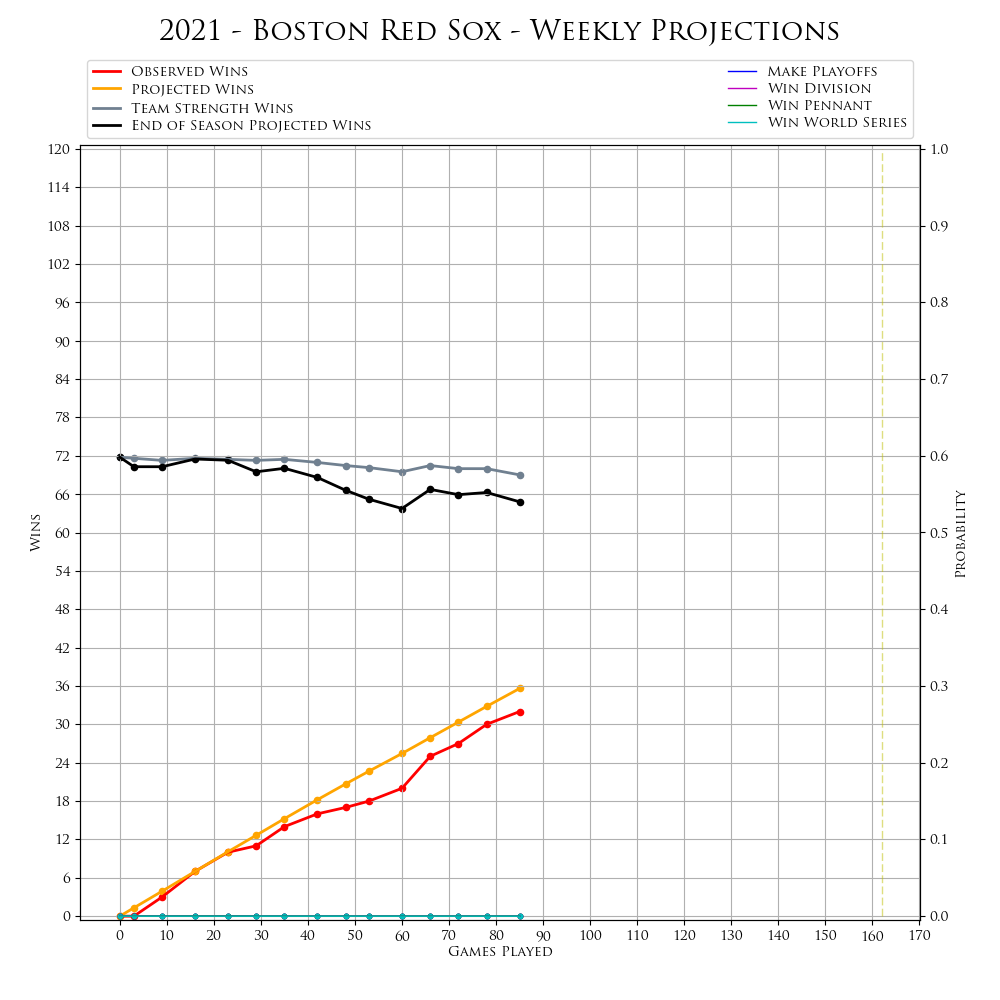 2021 - Boston Red Sox - Weekly Projections
Observed Wins
Projected Wins
Team Strength Wins
End of Season Projected Wins
Make Playoffs
Win Division
Win Pennant
Win World Series
120
114
108
102
96
90
84
78
72
66
60
54
48
42
36
30
24
18
12
6
0
Wins
1.0
0.9
0.8
0.7
0.6
0.5
0.4
0.3
0.2
0.1
0.0
Probability
0 10 20 30 40 50 60 70 80 90 100 110 120 130 140 150 160 170
Games Played